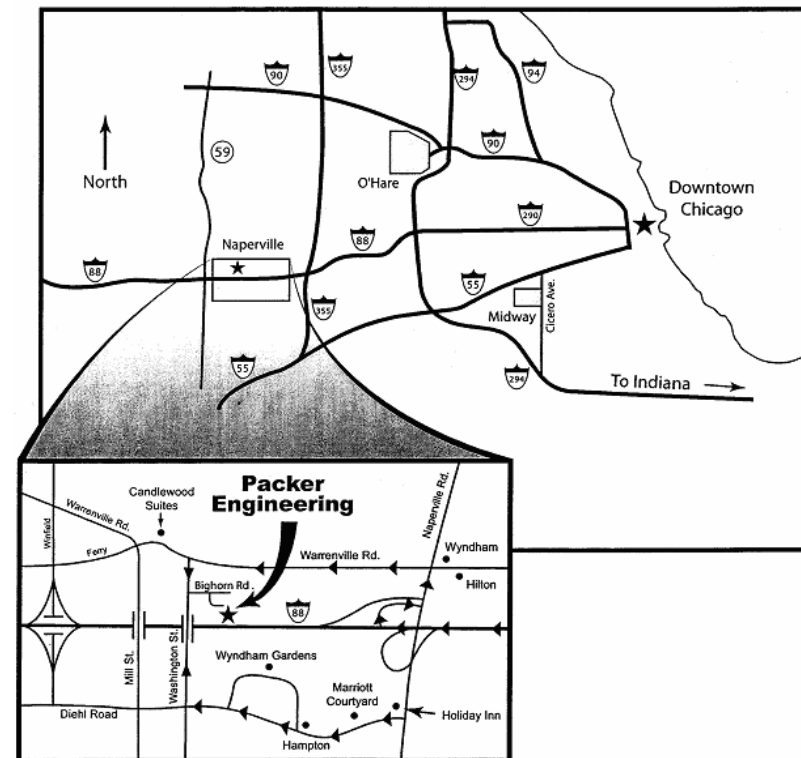 90
355
294
94
59
90
North
O'Hare
Downtown
Chicago
290
Naperville
88
88
55
Midway
Cicero Ave.
355
55
294
To Indiana
Packer
Engineering
Candlewood
Suites
Warrenville Rd.
Naperville Rd.
Winfield
Ferry
Warrenville Rd.
Wyndham
Hilton
Bighorn Rd.
88
Mill St.
Washington St.
Wyndham Gardens
Marriott
Courtyard
Diehl Road
Holiday Inn
Hampton